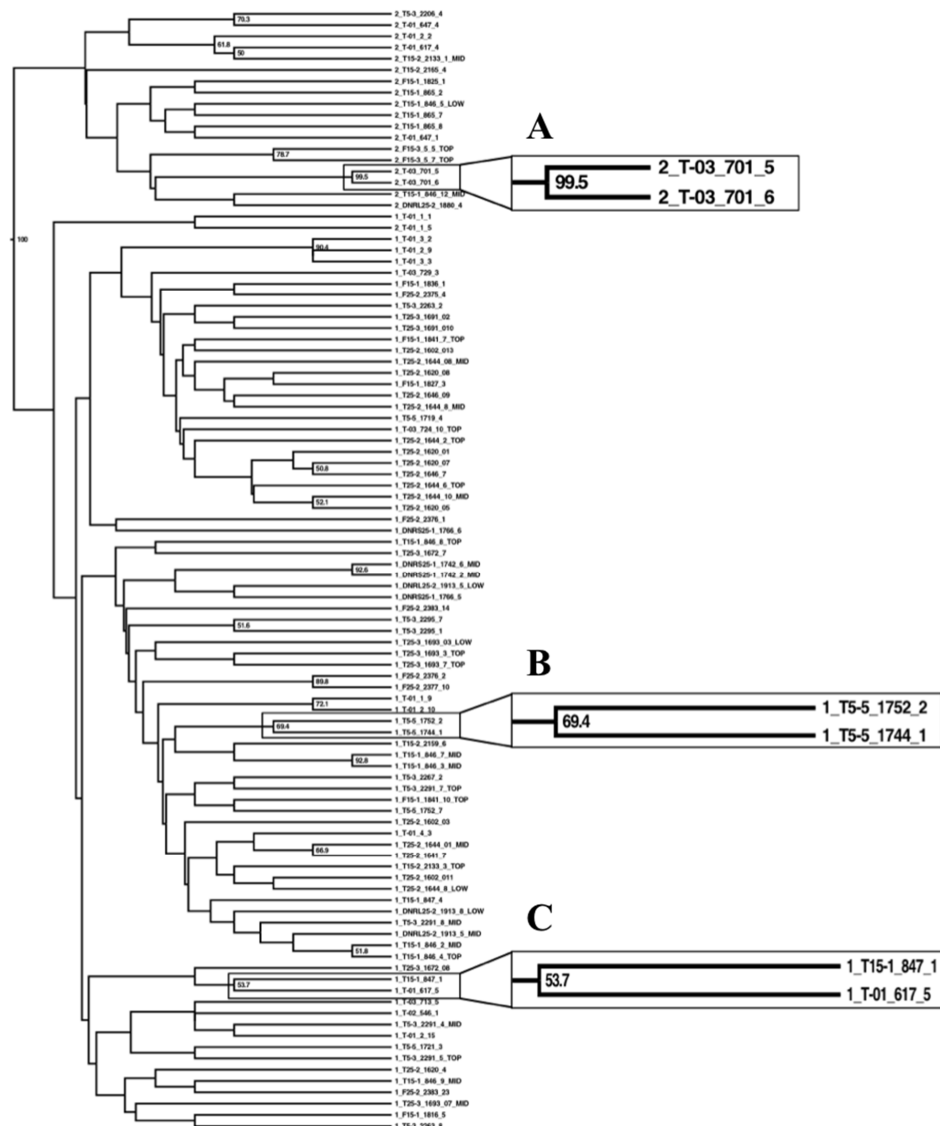 2_T5-3_2206_4
70.3
2_T-01_647_4
2_T-01_2_2
61.8
2_T-01_617_4
50
2_T15-2_2133_1_MID
2_T15-2_2165_4
2_F15-1_1825_1
2_T15-1_865_2
2_T15-1_846_5_LOW
2_T15-1_865_7
2_T15-1_865_8
2_T-01_647_1
2_F15-3_5_5_TOP
78.7
2_F15-3_5_7_TOP
2_T-03_701_5
99.5
2_T-03_701_6
2_T15-1_846_12_MID
2_DNRL25-2_1880_4
A
2_T-03_701_5
99.5
2_T-03_701_6
1_T-01_1_1
2_T-01_1_5
100
1_T-01_3_2
1_T-01_2_9
1_T-01_3_3
1_T-03_729_3
1_F15-1_1836_1
1_F25-2_2375_4
1_T5-3_2263_2
1_T25-3_1691_02
1_T25-3_1691_010
1_F15-1_1841_7_TOP
1_T25-2_1602_013
1_T25-2_1644_08_MID
1_T25-2_1620_08
1_F15-1_1827_3
1_T25-2_1646_09
1_T25-2_1644_8_MID
1_T5-5_1719_4
1_T-03_724_10_TOP
1_T25-2_1644_2_TOP
1_T25-2_1620_01
1_T25-2_1620_07
50.8
1_T25-2_1646_7
1_T25-2_1644_6_TOP
1_T25-2_1644_10_MID
52.1
1_T25-2_1620_05
1_F25-2_2376_1
1_DNRS25-1_1766_6
1_T15-1_846_8_TOP
1_T25-3_1672_7
1_DNRS25-1_1742_6_MID
92.6
1_DNRS25-1_1742_2_MID
1_DNRL25-2_1913_5_LOW
1_DNRS25-1_1766_5
1_F25-2_2383_14
1_T5-3_2295_7
51.6
1_T5-3_2295_1
1_T25-3_1693_03_LOW
1_T25-3_1693_3_TOP
1_T25-3_1693_7_TOP
1_F25-2_2376_2
89.8
1_F25-2_2377_10
1_T-01_1_9
72.1
1_T-01_2_10
1_T5-5_1752_2
69.4
1_T5-5_1744_1
B
1_T5-5_1752_2
69.4
1_T5-5_1744_1
1_T15-2_2159_6
1_T15-1_846_7_MID
92.8
1_T15-1_846_3_MID
1_T5-3_2267_2
1_T5-3_2291_7_TOP
1_F15-1_1841_10_TOP
1_T5-5_1752_7
1_T25-2_1602_03
1_T-01_4_3
1_T25-2_1644_01_MID
66.9
1_T25-2_1641_7
1_T15-2_2133_3_TOP
1_T25-2_1602_011
1_T25-2_1644_8_LOW
1_T15-1_847_4
1_DNRL25-2_1913_8_LOW
1_T5-3_2291_8_MID
1_DNRL25-2_1913_5_MID
1_T15-1_846_2_MID
51.8
1_T15-1_846_4_TOP
1_T25-3_1672_08
1_T15-1_847_1
53.7
1_T-01_617_5
C
1_T15-1_847_1
53.7
1_T-01_617_5
1_T-03_713_5
1_T-02_546_1
1_T5-3_2291_4_MID
1_T-01_2_15
1_T5-5_1721_3
1_T5-3_2291_5_TOP
1_T25-2_1620_4
1_T15-1_846_9_MID
1_F25-2_2383_23
1_T25-3_1693_07_MID
1_F15-1_1816_5